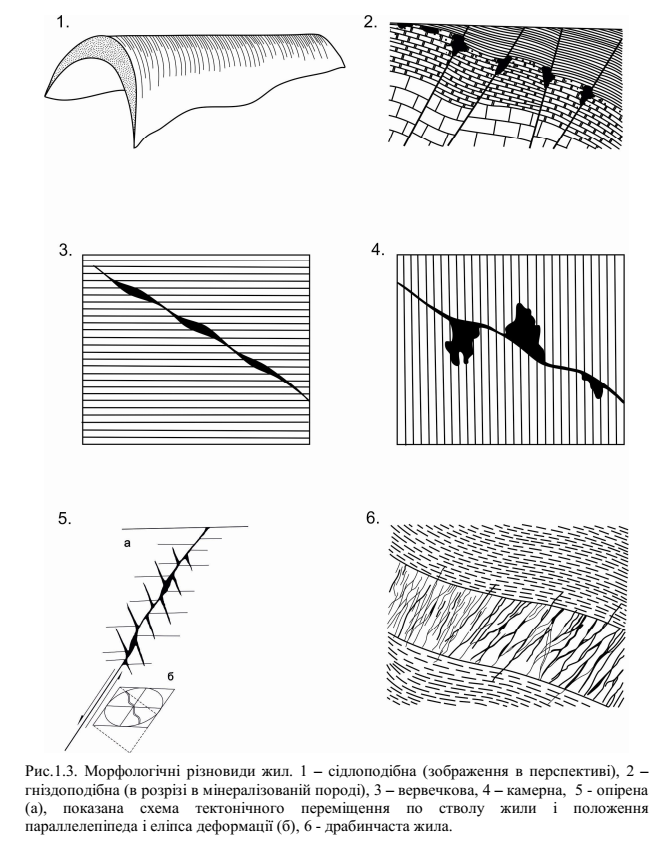 1.
2.
3.
4.
5.
6.
а
б
Рис.1.3. Морфологічні різновиди жил. 1 – сідлоподібна (зображення в перспективі), 2 –
гніздоподібна (в розрізі в мінералізованій породі), 3 – вервечкова, 4 – камерна, 5 - опірена
(а), показана схема тектонічного переміщення по стволу жили і положення
параллелепіпеда і еліпса деформації (б), 6 - драбинчаста жила.